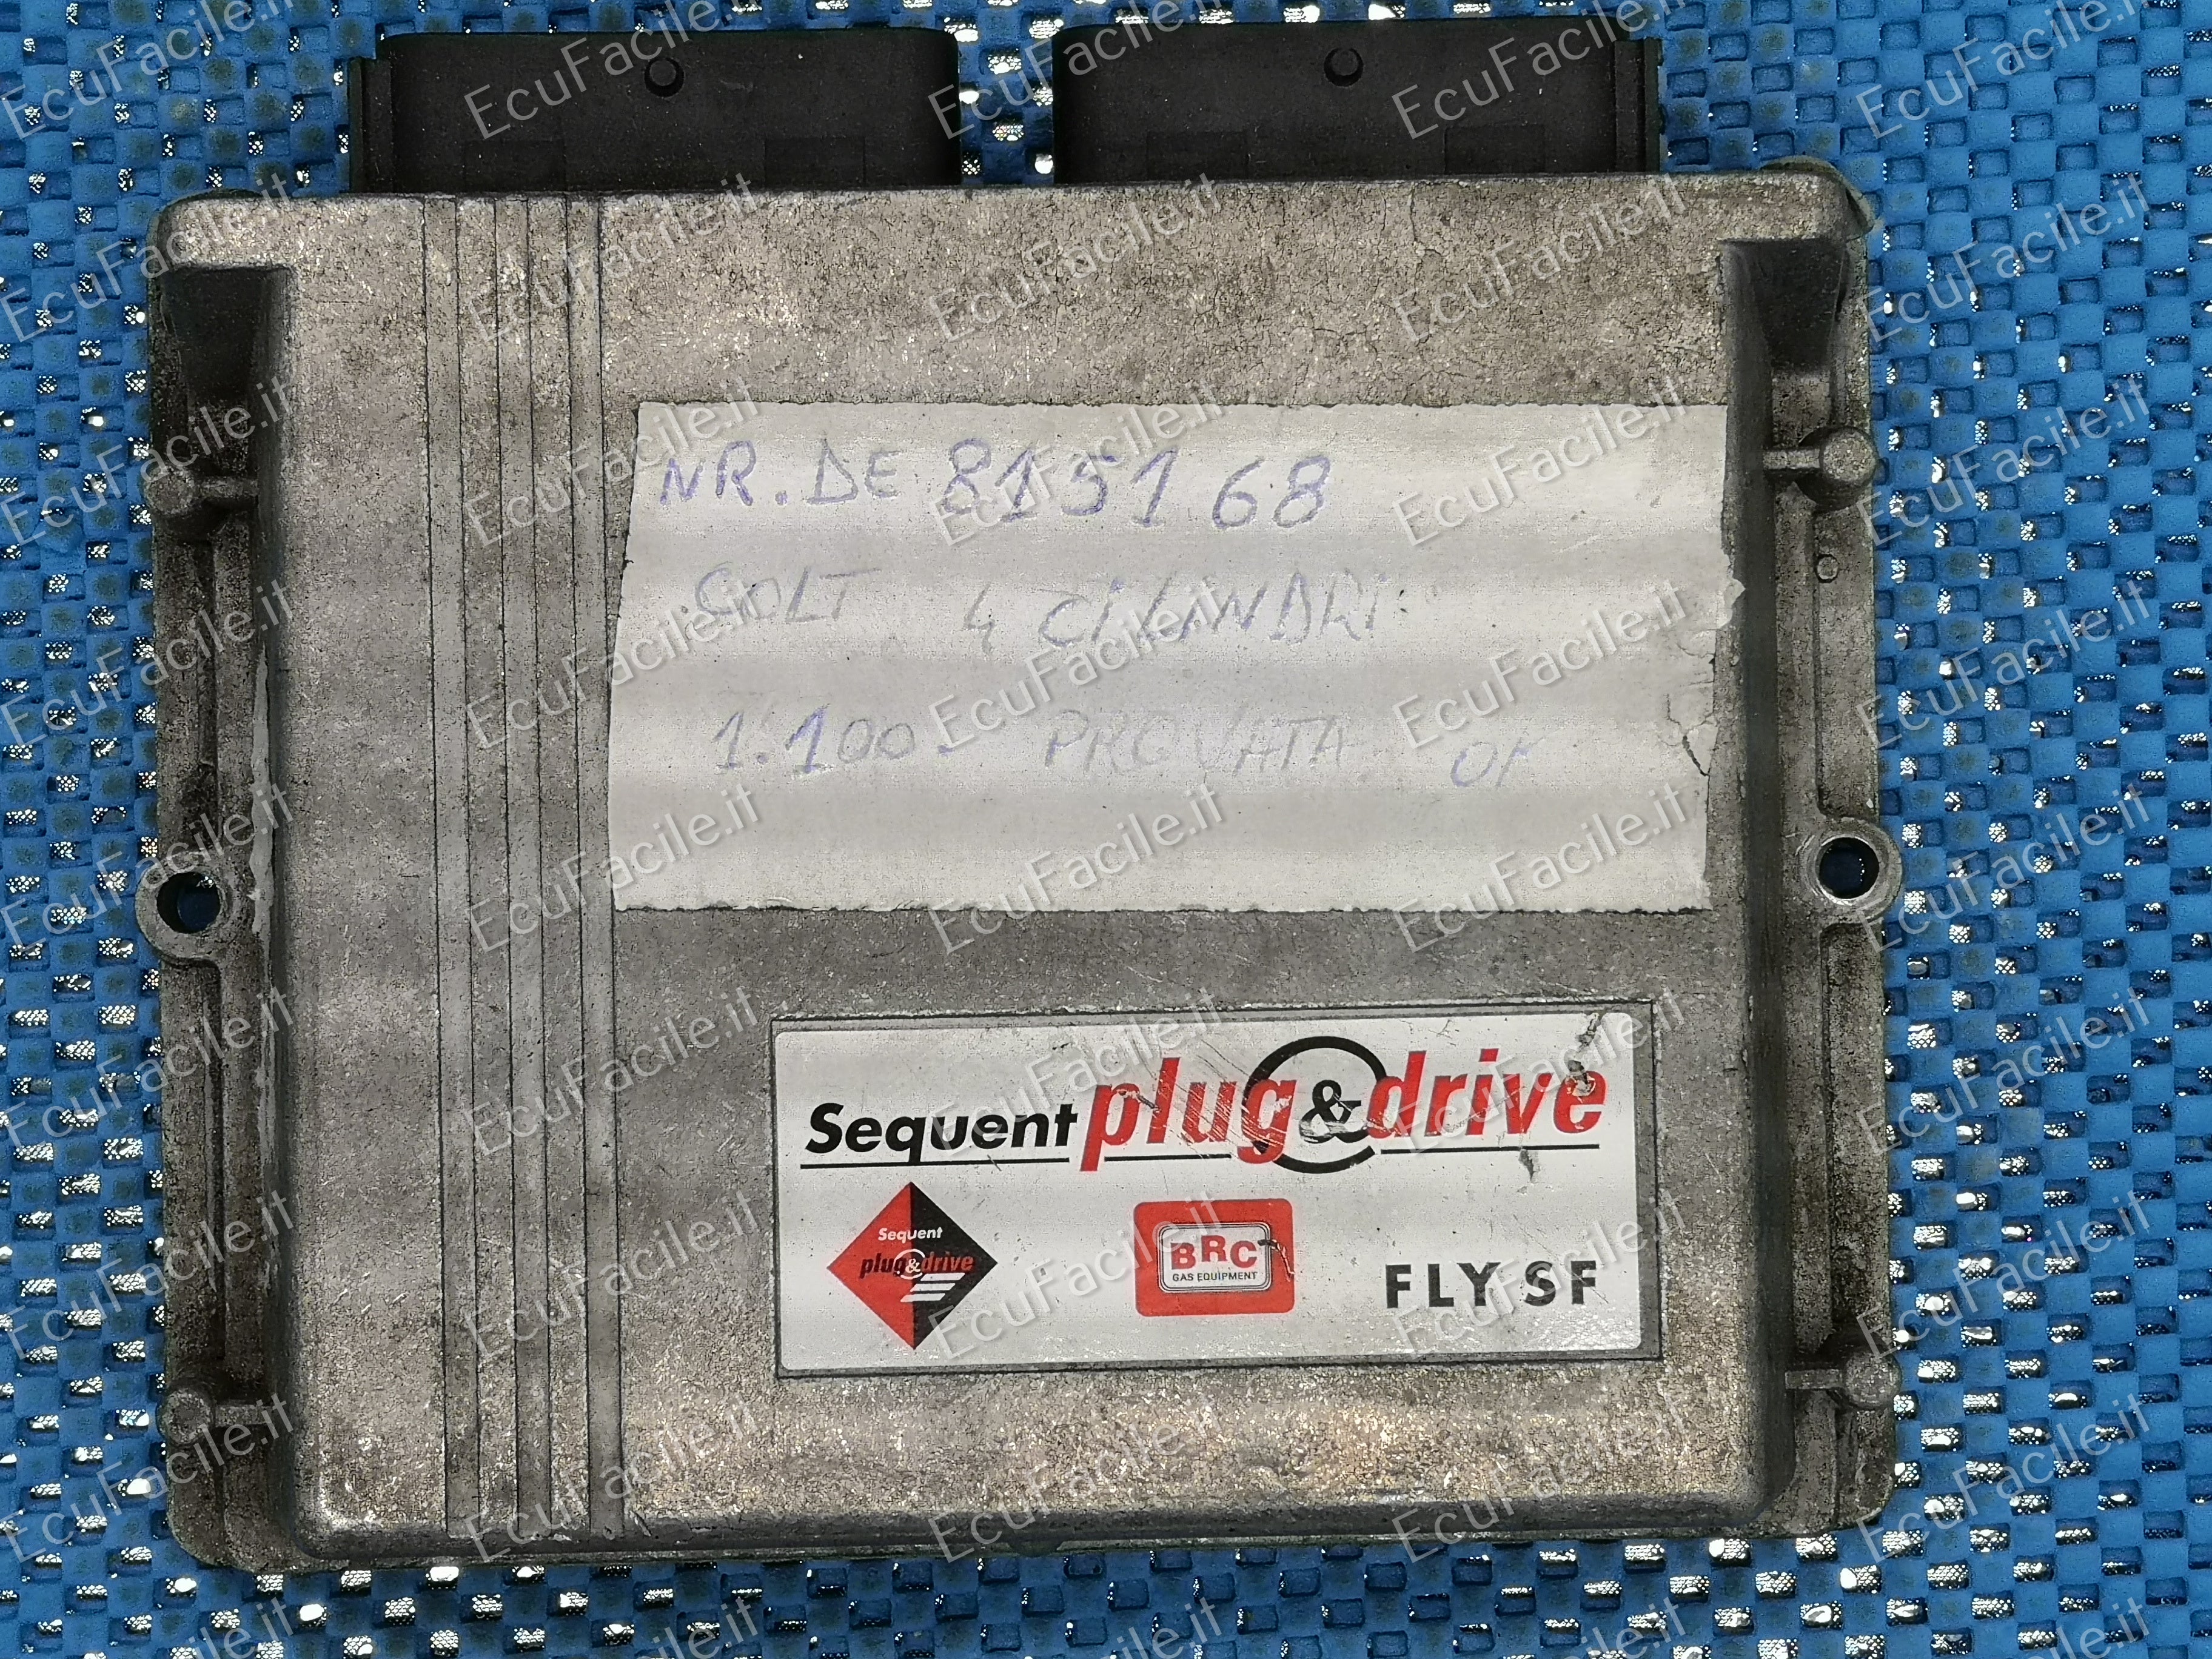 NR. DE 815168
COLT 4 CILINDRI
1.100 - PROVATA OK
Sequent plug&drive
Sequent
plug&drive
BRC
GAS EQUIPMENT
FLY SF
EcuFacile.it